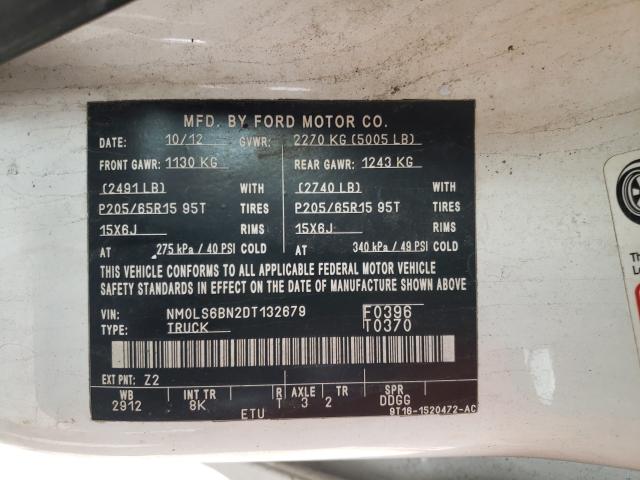 MFD. BY FORD MOTOR CO.
DATE: 10/12 GVWR: 2270 KG (5005 LB)
FRONT GAWR: 1130 KG REAR GAWR: 1243 KG
(2491 LB) WITH (2740 LB) WITH
P205/65R15 95T TIRES P205/65R15 95T TIRES
15X6J RIMS 15X6J RIMS
AT 275 kPa / 40 PSI COLD AT 340 kPa / 49 PSI COLD
THIS VEHICLE CONFORMS TO ALL APPLICABLE FEDERAL MOTOR VEHICLE
SAFETY STANDARDS IN EFFECT ON THE DATE OF MANUFACTURE SHOWN ABOVE
VIN: NM0LS6BN2DT132679 F0396
TYPE: TRUCK T0370
EXT PNT: Z2
WB INT TR R AXLE TR SPR
2912 8K T 3 2 DDGG
ETU 9T16-1520472-AC